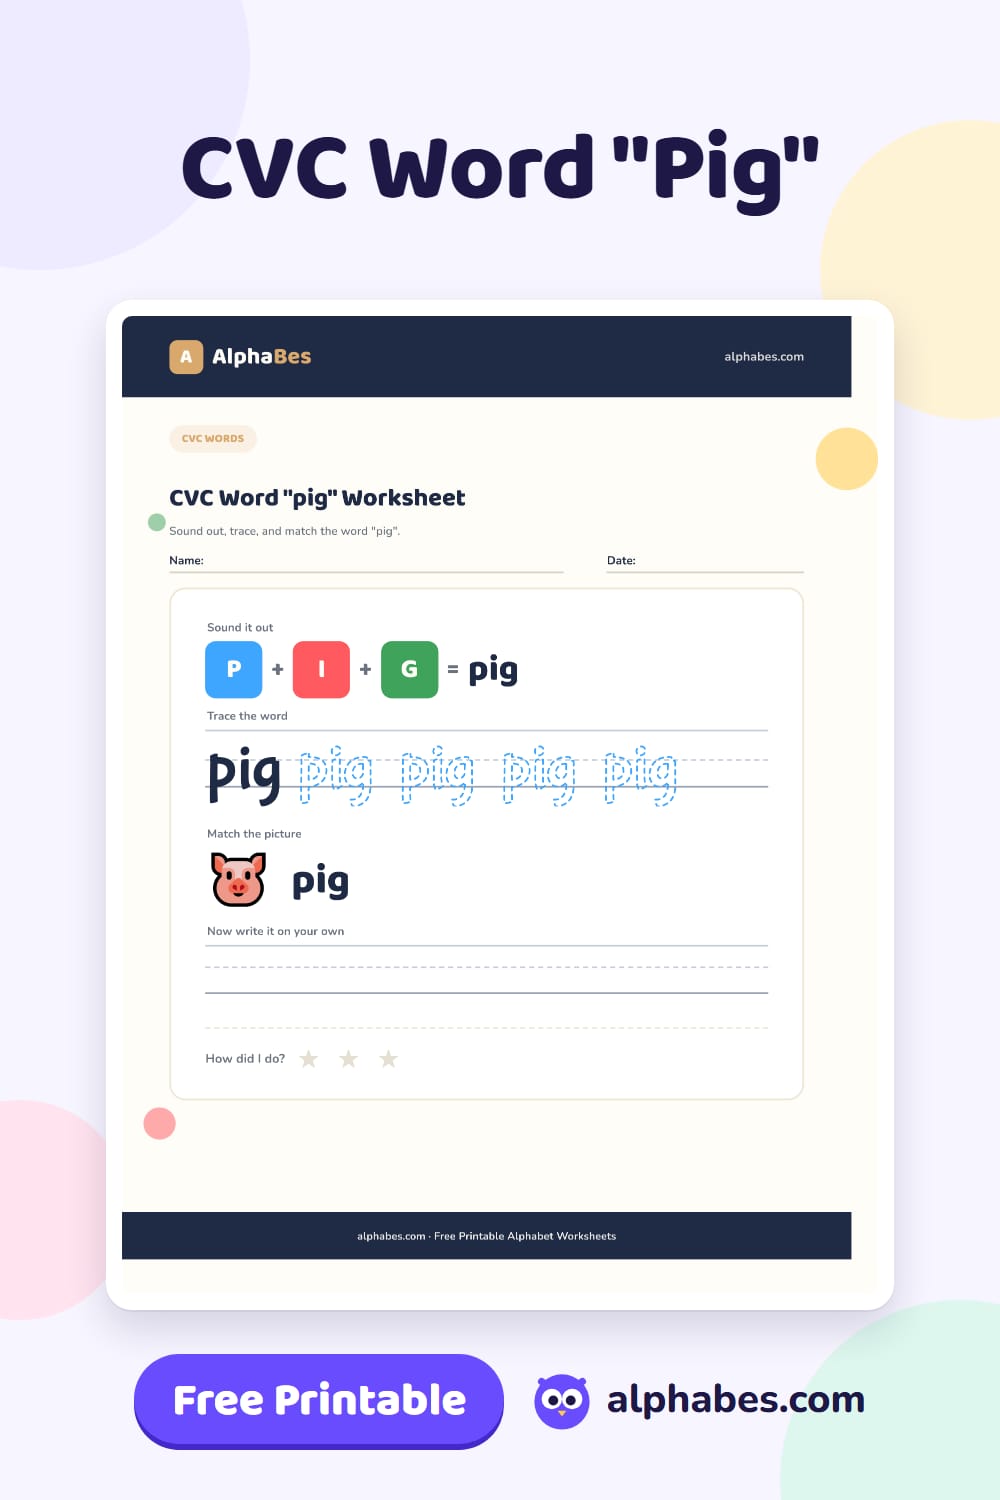 CVC Word "Pig"
A AlphaBes
alphabes.com
CVC WORDS
CVC Word "pig" Worksheet
Sound out, trace, and match the word "pig".
Name: Date:
Sound it out
P + I + G = pig
Trace the word
pig pig pig pig pig
Match the picture
pig
Now write it on your own
How did I do?
alphabes.com · Free Printable Alphabet Worksheets
Free Printable
alphabes.com